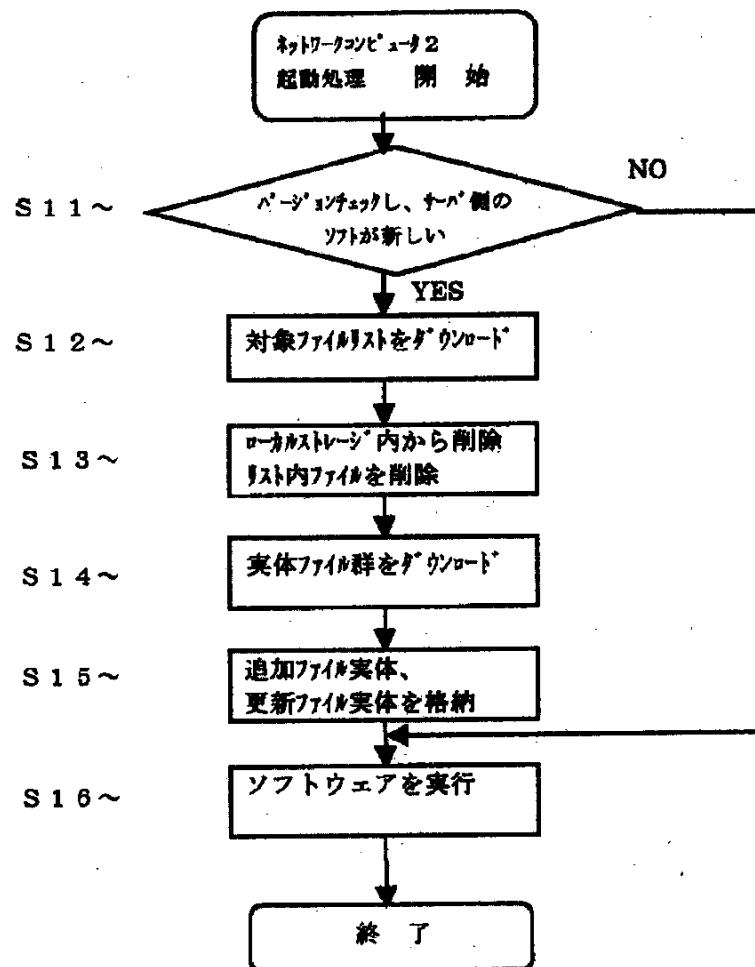 ﾈｯﾄﾜｰｸｺﾝﾋﾟｭｰﾀ2
起動処理　開　始
NO
S11～
ﾊﾞｰｼﾞｮﾝﾁｪｯｸし、ｻｰﾊﾞ側の
ｿﾌﾄが新しい
YES
S12～
対象ﾌｧｲﾙﾘｽﾄをﾀﾞｳﾝﾛｰﾄﾞ
S13～
ﾛｰｶﾙｽﾄﾚｰｼﾞ内から削除
ﾘｽﾄ内ﾌｧｲﾙを削除
S14～
実体ﾌｧｲﾙ群をﾀﾞｳﾝﾛｰﾄﾞ
S15～
追加ﾌｧｲﾙ実体、
更新ﾌｧｲﾙ実体を格納
S16～
ソフトウェアを実行
終　了